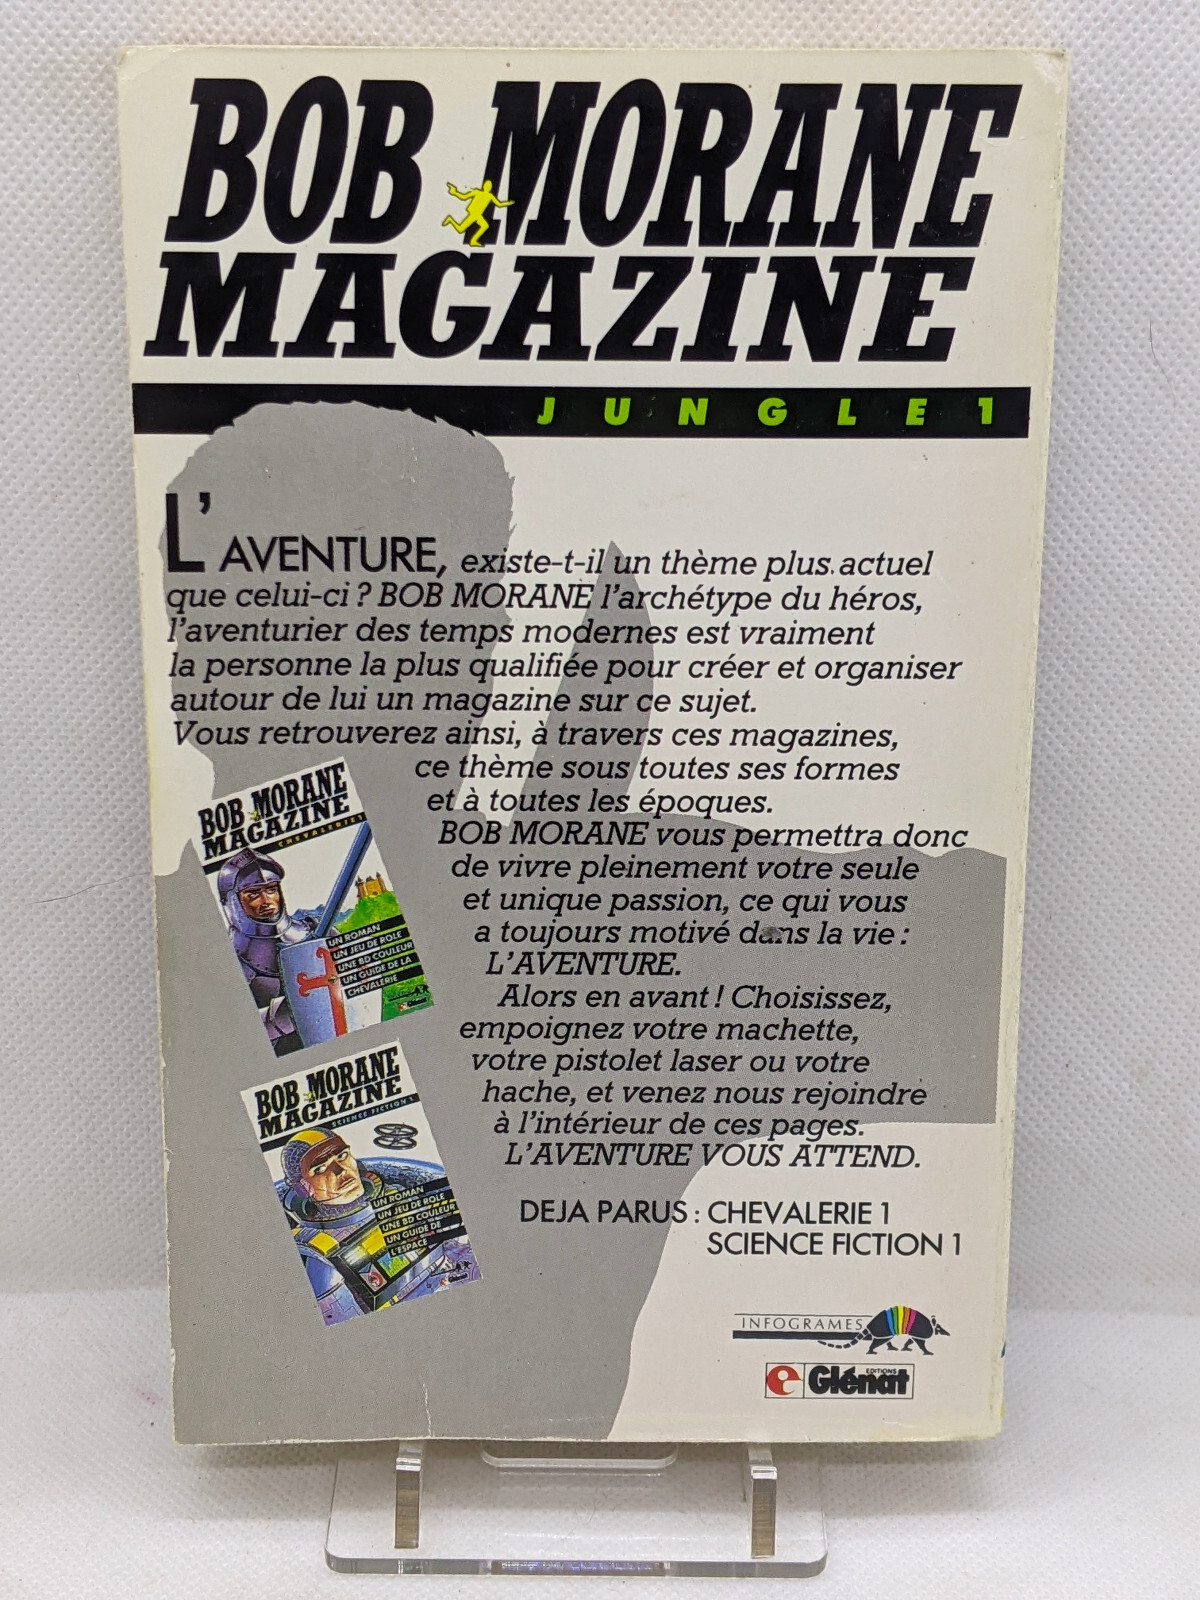 BOB MORANE
MAGAZINE
JUNGLE 1
L'AVENTURE, existe-t-il un thème plus actuel
que celui-ci ? BOB MORANE l'archétype du héros,
l'aventurier des temps modernes est vraiment
la personne la plus qualifiée pour créer et organiser
autour de lui un magazine sur ce sujet.
Vous retrouverez ainsi, à travers ces magazines,
ce thème sous toutes ses formes
et à toutes les époques.
BOB MORANE vous permettra donc
de vivre pleinement votre seule
et unique passion, ce qui vous
a toujours motivé dans la vie :
L'AVENTURE.
Alors en avant ! Choisissez,
empoignez votre machette,
votre pistolet laser ou votre
hache, et venez nous rejoindre
à l'intérieur de ces pages.
L'AVENTURE VOUS ATTEND.
BOB MORANE
MAGAZINE
CHEVALERIE 1
UN ROMAN
UN JEU DE ROLE
UNE BD COULEUR
UN GUIDE DE LA
CHEVALERIE
Glénat
BOB MORANE
MAGAZINE
SCIENCE FICTION 1
UN ROMAN
UN JEU DE ROLE
UNE BD COULEUR
UN GUIDE DE
L'ESPACE
Glénat
DEJA PARUS : CHEVALERIE 1
SCIENCE FICTION 1
INFOGRAMES
EDITIONS
Glénat